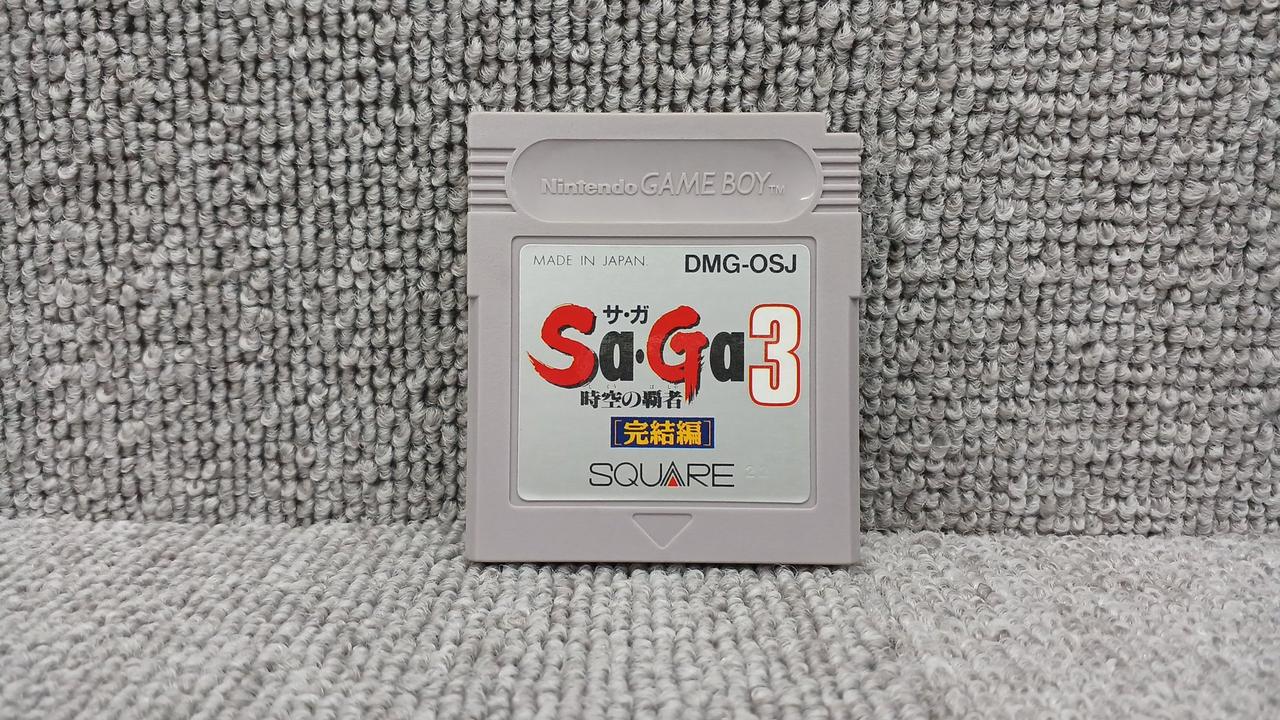 Nintendo GAME BOY™
MADE IN JAPAN. DMG-OSJ
サ・ガ
Sa・Ga3
時空の覇者
[完結編]
SQUARE
22